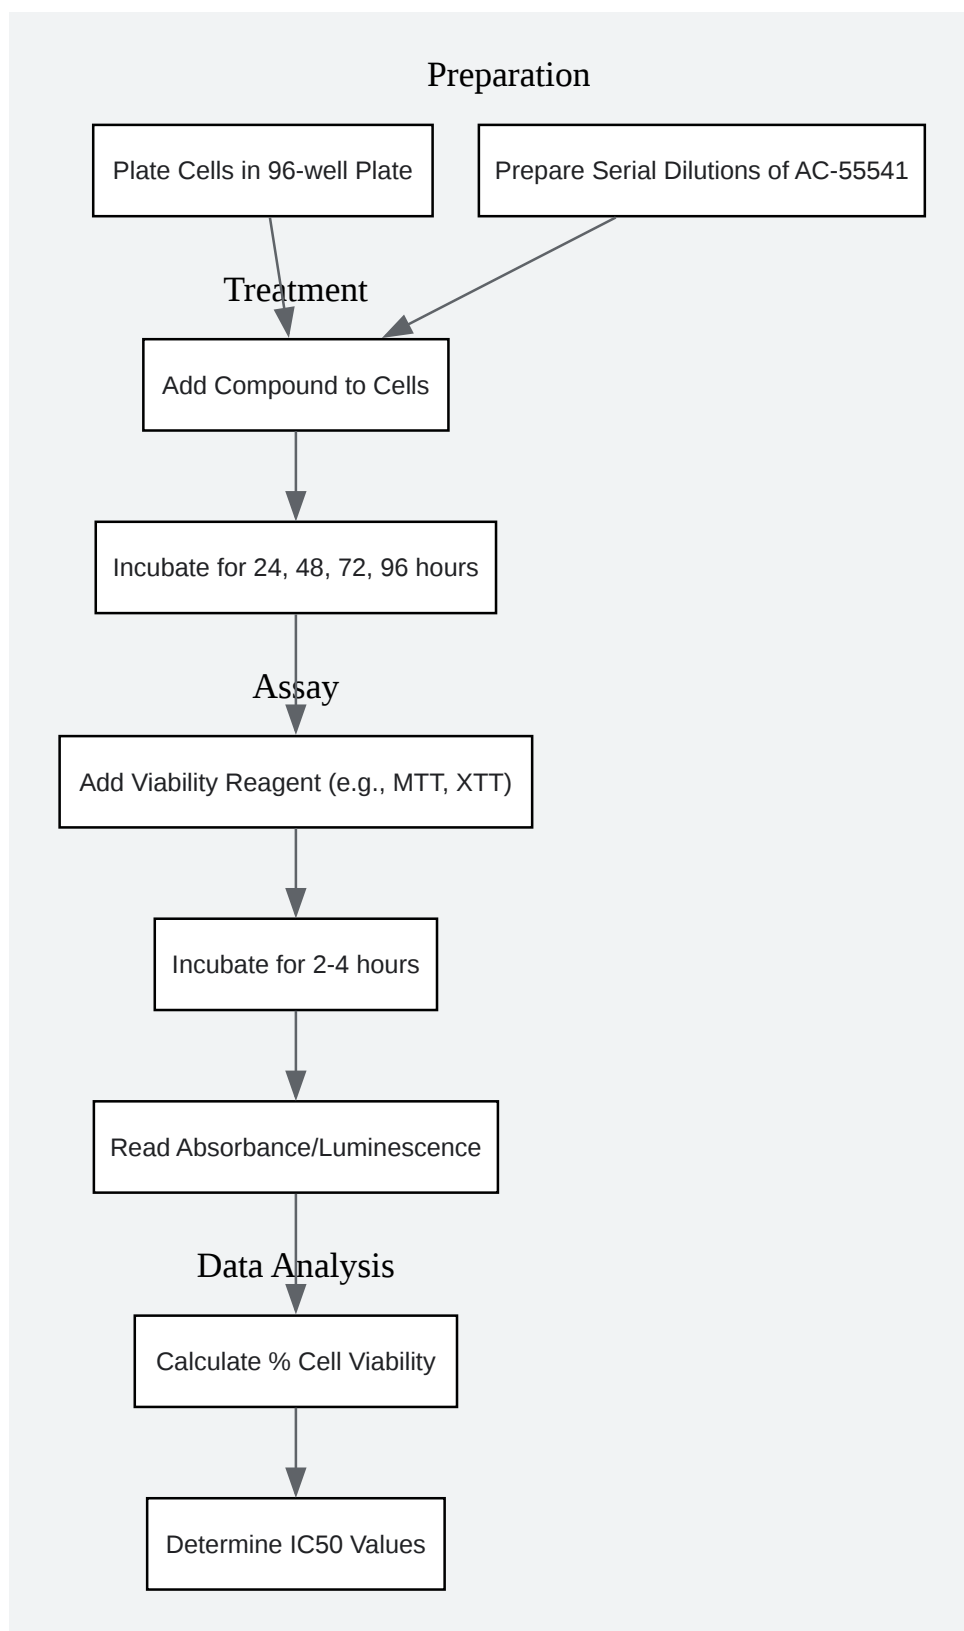 Preparation
Plate Cells in 96-well Plate
Prepare Serial Dilutions of AC-55541
Treatment
Add Compound to Cells
Incubate for 24, 48, 72, 96 hours
Assay
Add Viability Reagent (e.g., MTT, XTT)
Incubate for 2-4 hours
Read Absorbance/Luminescence
Data Analysis
Calculate % Cell Viability
Determine IC50 Values